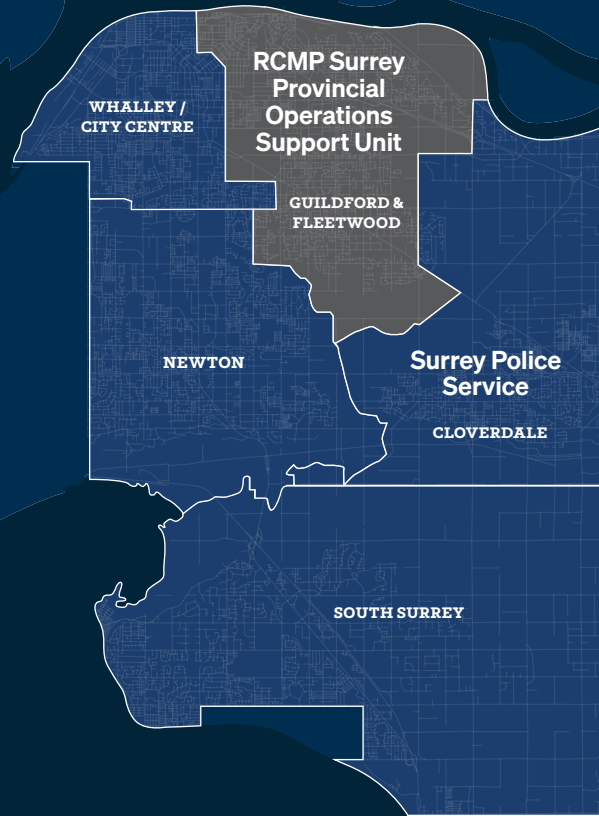 RCMP Surrey
Provincial
Operations
Support Unit
WHALLEY /
CITY CENTRE
GUILDFORD &
FLEETWOOD
NEWTON
Surrey Police
Service
CLOVERDALE
SOUTH SURREY